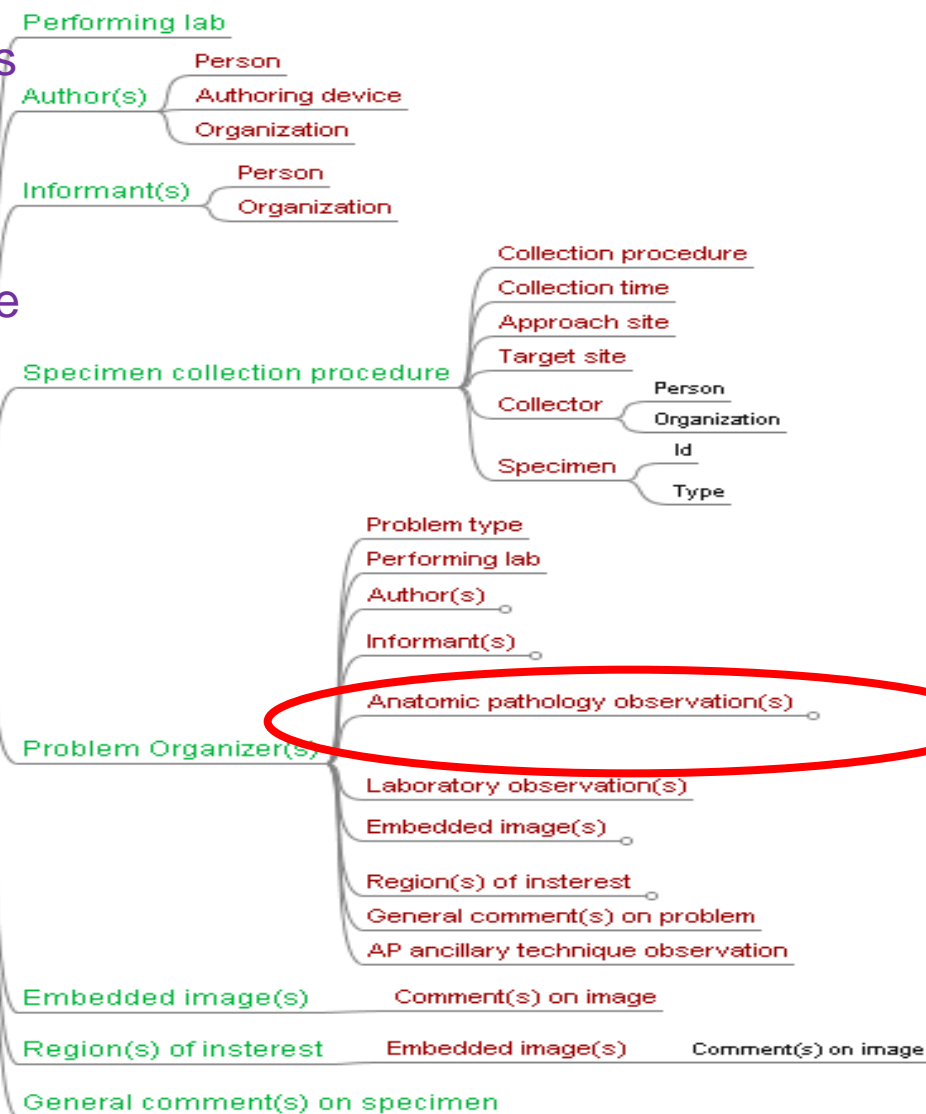 Performing lab
s
Author(s)
Person
Authoring device
Organization
Informant(s)
Person
Organization
e
Specimen collection procedure
Collection procedure
Collection time
Approach site
Target site
Collector
Person
Organization
Specimen
Id
Type
Problem Organizer(s)
Problem type
Performing lab
Author(s)
Informant(s)
Anatomic pathology observation(s)
Laboratory observation(s)
Embedded image(s)
Region(s) of insterest
General comment(s) on problem
AP ancillary technique observation
Embedded image(s)
Comment(s) on image
Region(s) of insterest
Embedded image(s)
Comment(s) on image
General comment(s) on specimen